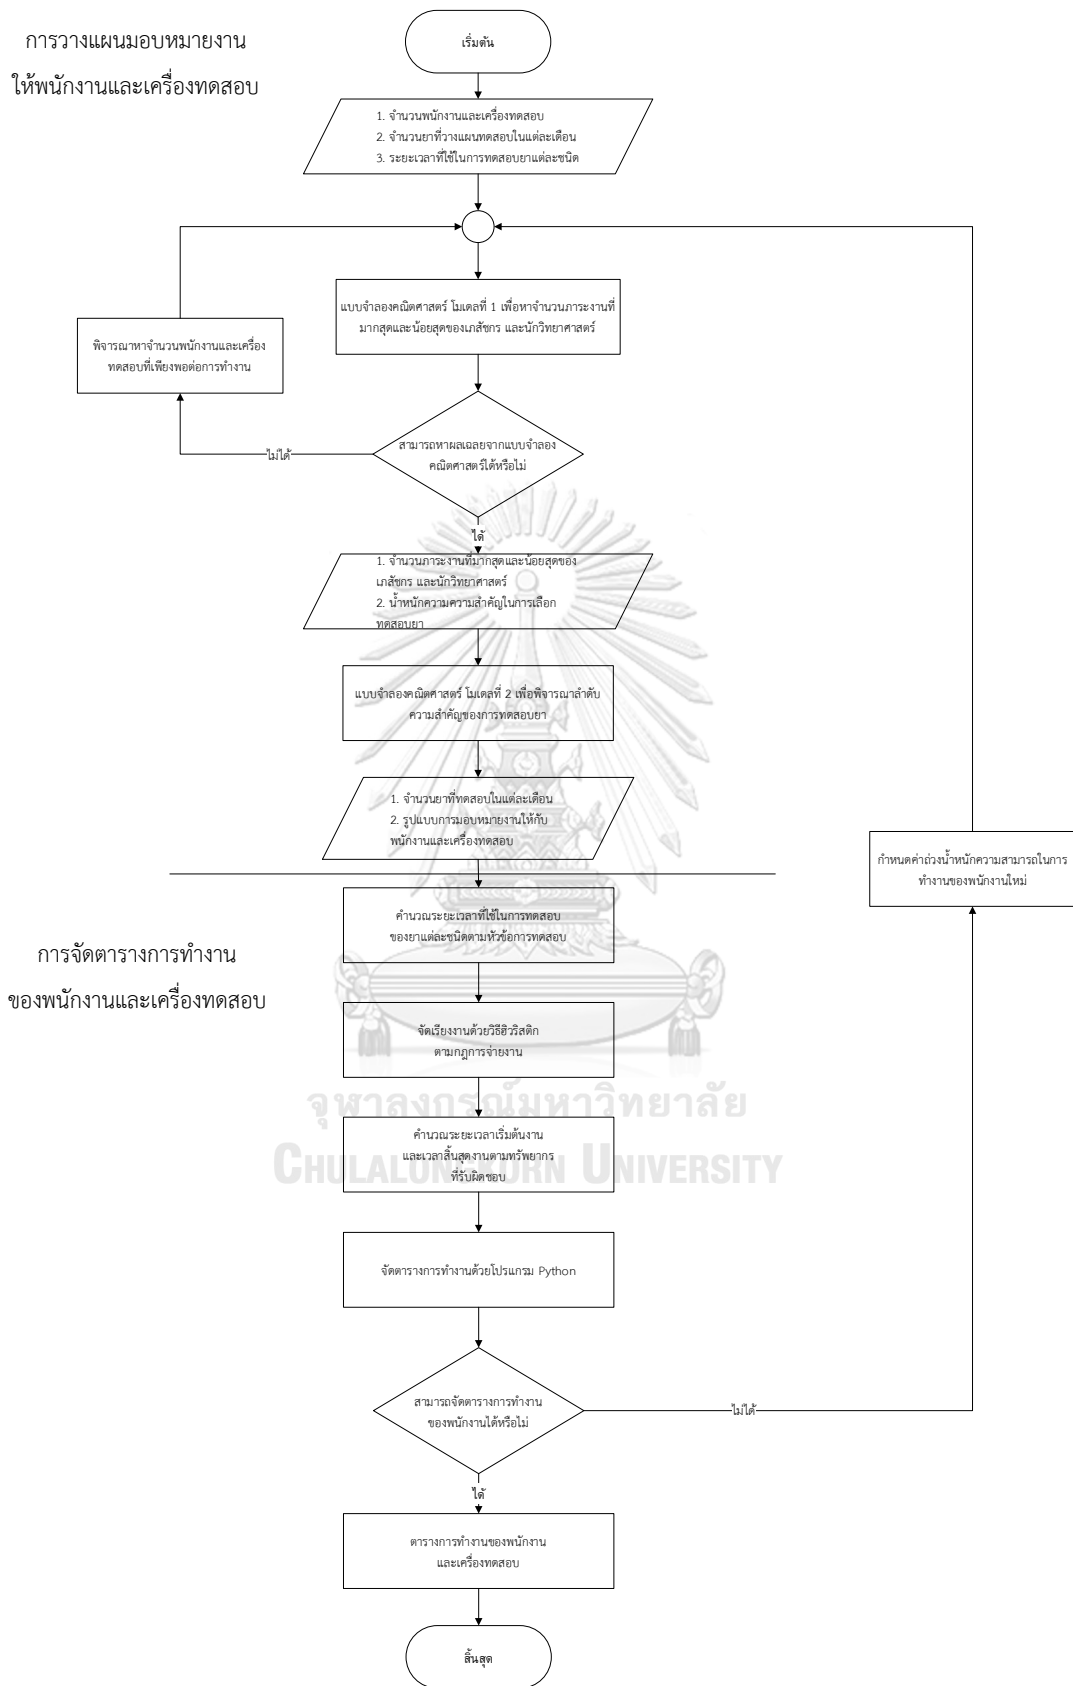 การวางแผนมอบหมายงาน
ให้พนักงานและเครื่องทดสอบ
เริ่มต้น
1. จำนวนพนักงานและเครื่องทดสอบ
2. จำนวนยาที่วางแผนทดสอบในแต่ละเดือน
3. ระยะเวลาที่ใช้ในการทดสอบยาแต่ละชนิด
แบบจำลองคณิตศาสตร์ โมเดลที่ 1 เพื่อหาจำนวนภาระงานที่
มากสุดและน้อยสุดของเภสัชกร และนักวิทยาศาสตร์
พิจารณาหาจำนวนพนักงานและเครื่อง
ทดสอบที่เพียงพอต่อการทำงาน
สามารถหาผลเฉลยจากแบบจำลอง
คณิตศาสตร์ได้หรือไม่
ไม่ได้
ได้
1. จำนวนภาระงานที่มากสุดและน้อยสุดของ
เภสัชกร และนักวิทยาศาสตร์
2. น้ำหนักความความสำคัญในการเลือก
ทดสอบยา
แบบจำลองคณิตศาสตร์ โมเดลที่ 2 เพื่อพิจารณาลำดับ
ความสำคัญของการทดสอบยา
1. จำนวนยาที่ทดสอบในแต่ละเดือน
2. รูปแบบการมอบหมายงานให้กับ
พนักงานและเครื่องทดสอบ
กำหนดค่าถ่วงน้ำหนักความสามารถในการ
ทำงานของพนักงานใหม่
การจัดตารางการทำงาน
ของพนักงานและเครื่องทดสอบ
คำนวณระยะเวลาที่ใช้ในการทดสอบ
ของยาแต่ละชนิดตามหัวข้อการทดสอบ
จัดเรียงงานด้วยวิธีฮิวริสติก
ตามกฎการจ่ายงาน
จุฬาลงกรณ์มหาวิทยาลัย
CHULALONGKORN UNIVERSITY
คำนวณระยะเวลาเริ่มต้นงาน
และเวลาสิ้นสุดงานตามทรัพยากร
ที่รับผิดชอบ
จัดตารางการทำงานด้วยโปรแกรม Python
สามารถจัดตารางการทำงาน
ของพนักงานได้หรือไม่
ไม่ได้
ได้
ตารางการทำงานของพนักงาน
และเครื่องทดสอบ
สิ้นสุด